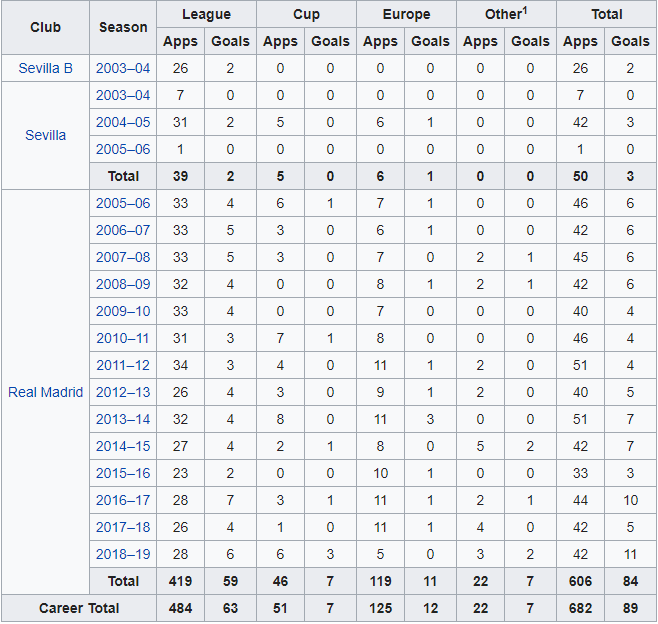 Club Season League Cup Europe Other1 Total
Apps Goals Apps Goals Apps Goals Apps Goals Apps Goals
Sevilla B 2003–04 26 2 0 0 0 0 0 0 26 2
Sevilla 2003–04 7 0 0 0 0 0 0 0 7 0
2004–05 31 2 5 0 6 1 0 0 42 3
2005–06 1 0 0 0 0 0 0 0 1 0
Total 39 2 5 0 6 1 0 0 50 3
Real Madrid 2005–06 33 4 6 1 7 1 0 0 46 6
2006–07 33 5 3 0 6 1 0 0 42 6
2007–08 33 5 3 0 7 0 2 1 45 6
2008–09 32 4 0 0 8 1 2 1 42 6
2009–10 33 4 0 0 7 0 0 0 40 4
2010–11 31 3 7 1 8 0 0 0 46 4
2011–12 34 3 4 0 11 1 2 0 51 4
2012–13 26 4 3 0 9 1 2 0 40 5
2013–14 32 4 8 0 11 3 0 0 51 7
2014–15 27 4 2 1 8 0 5 2 42 7
2015–16 23 2 0 0 10 1 0 0 33 3
2016–17 28 7 3 1 11 1 2 1 44 10
2017–18 26 4 1 0 11 1 4 0 42 5
2018–19 28 6 6 3 5 0 3 2 42 11
Total 419 59 46 7 119 11 22 7 606 84
Career Total 484 63 51 7 125 12 22 7 682 89